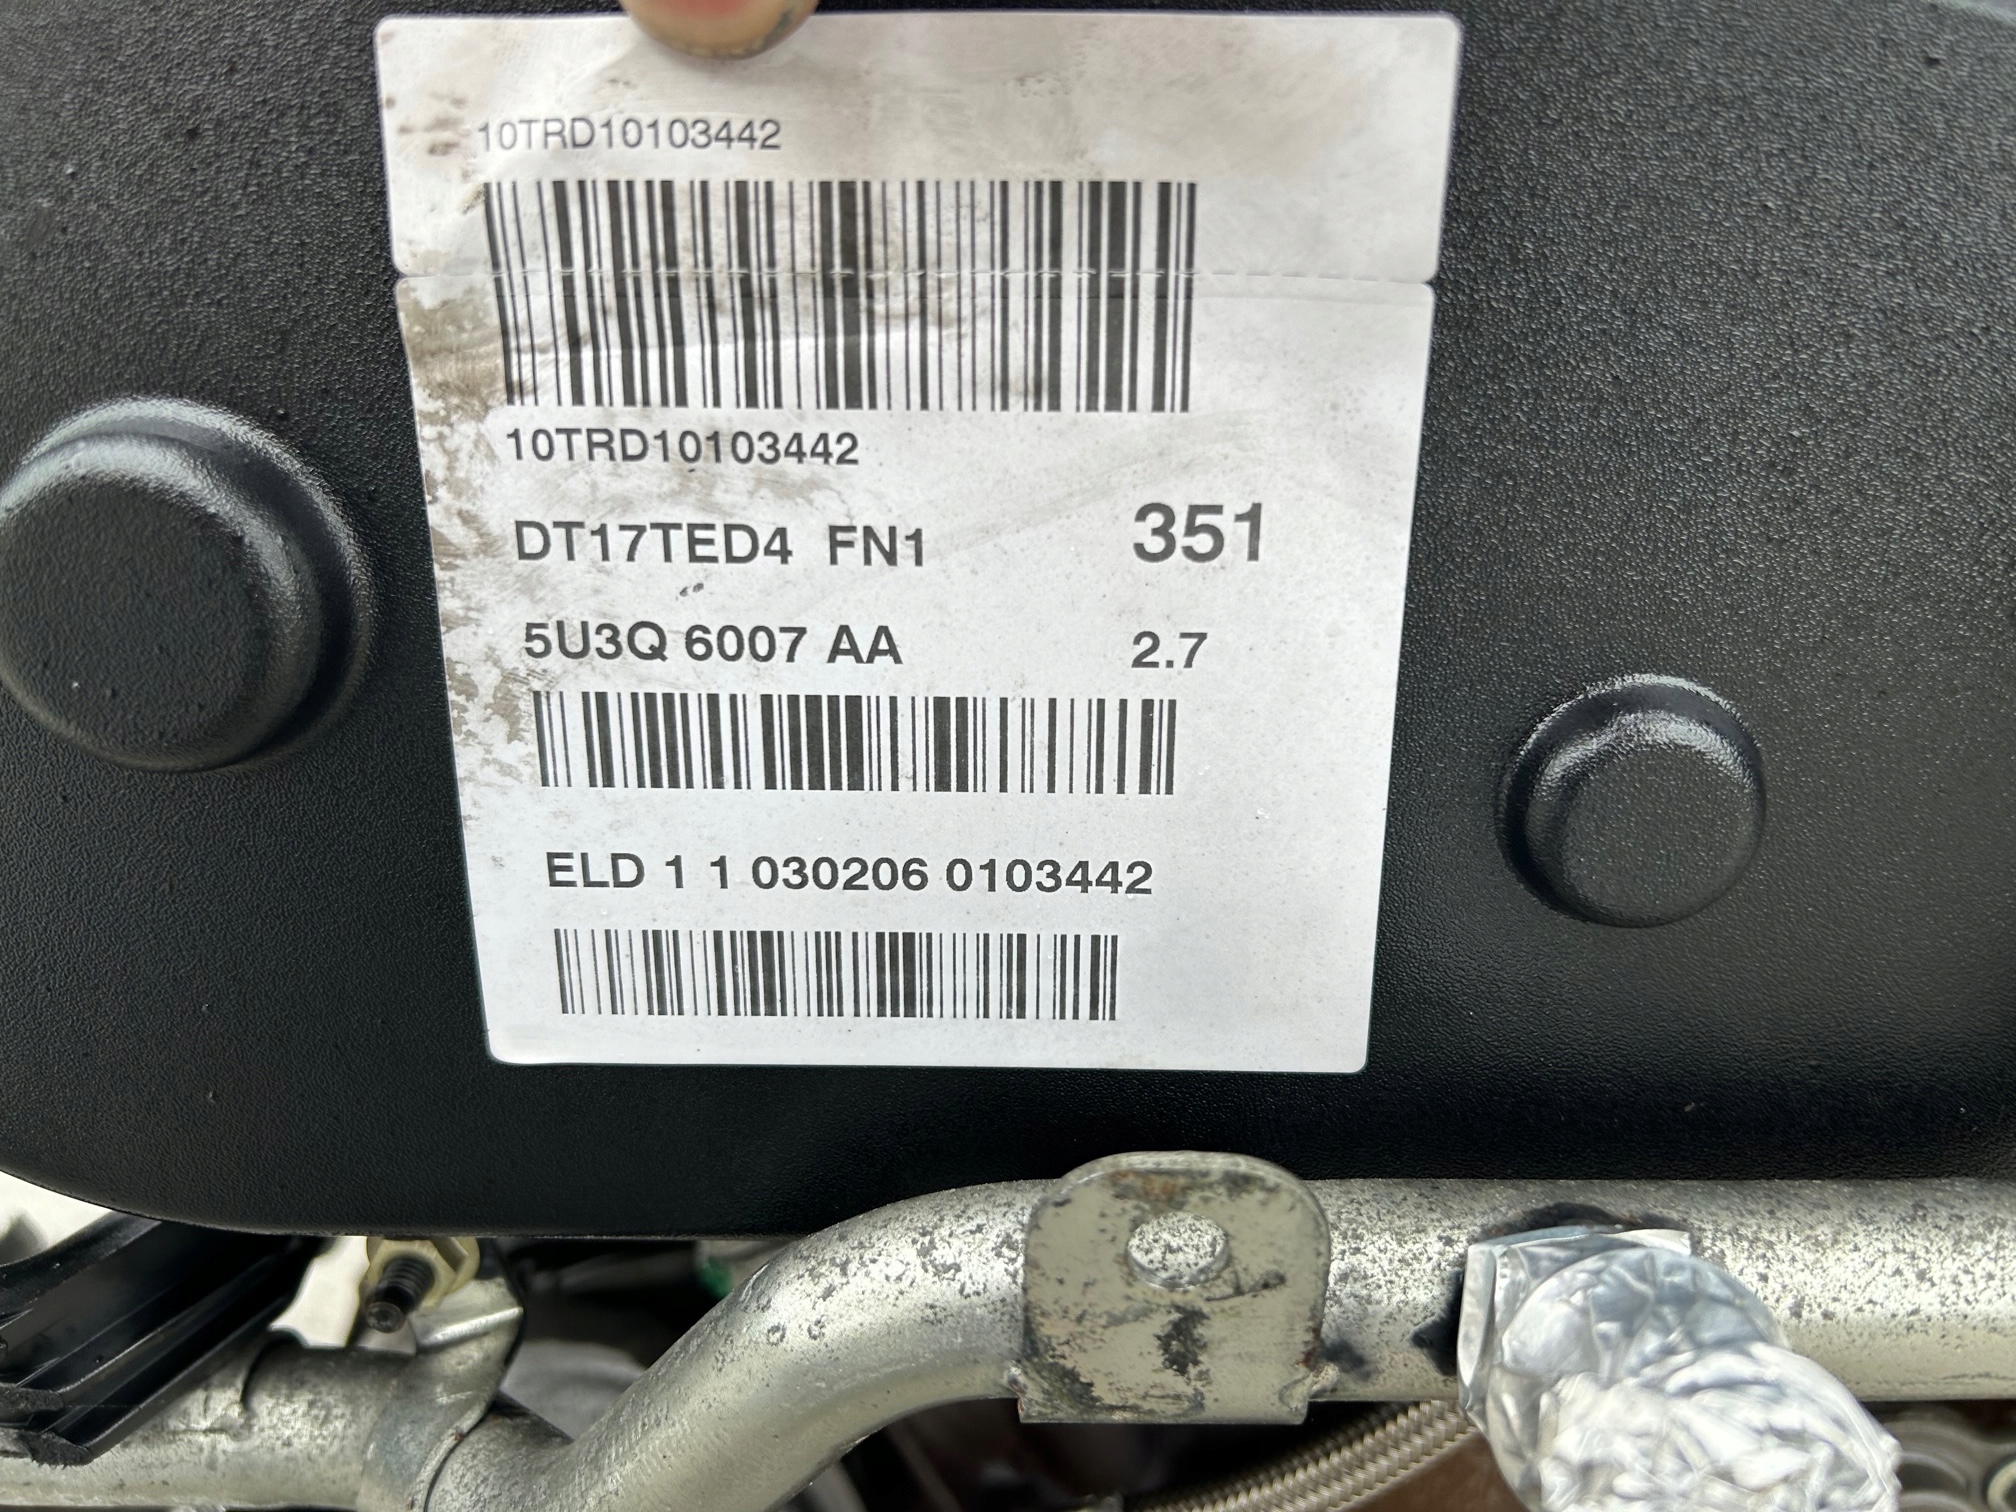 10TRD10103442
10TRD10103442
DT17TED4 FN1 351
5U3Q 6007 AA 2.7
ELD 1 1 030206 0103442